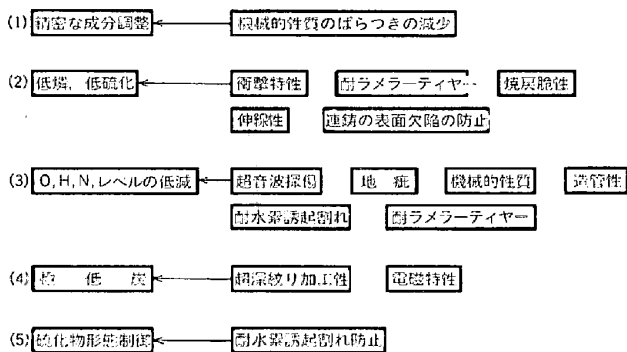 (1) 精密な成分調整 機械的性質のばらつきの減少
(2) 低燐,低硫化 衝撃特性 耐ラメラーティヤー 焼戻脆性
伸線性 連鋳の表面欠陥の防止
(3) O,H,N,レベルの低減 超音波探傷 地 疵 機械的性質 造管性
耐水素誘起割れ 耐ラメラーティヤー
(4) 極 低 炭 超深絞り加工性 電磁特性
(5) 硫化物形態制御 耐水素誘起割れ防止